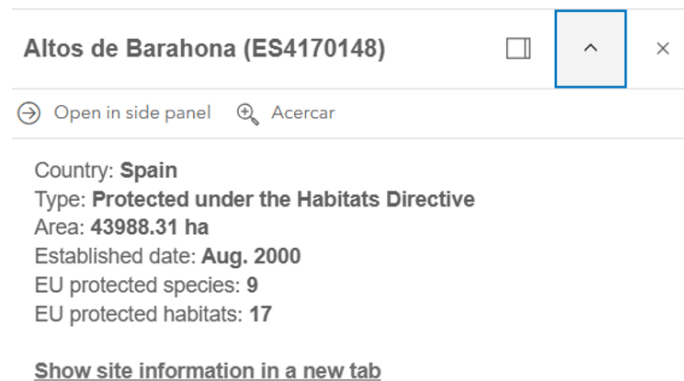 Altos de Barahona (ES4170148)
Open in side panel Acercar
Country: Spain
Type: Protected under the Habitats Directive
Area: 43988.31 ha
Established date: Aug. 2000
EU protected species: 9
EU protected habitats: 17
Show site information in a new tab